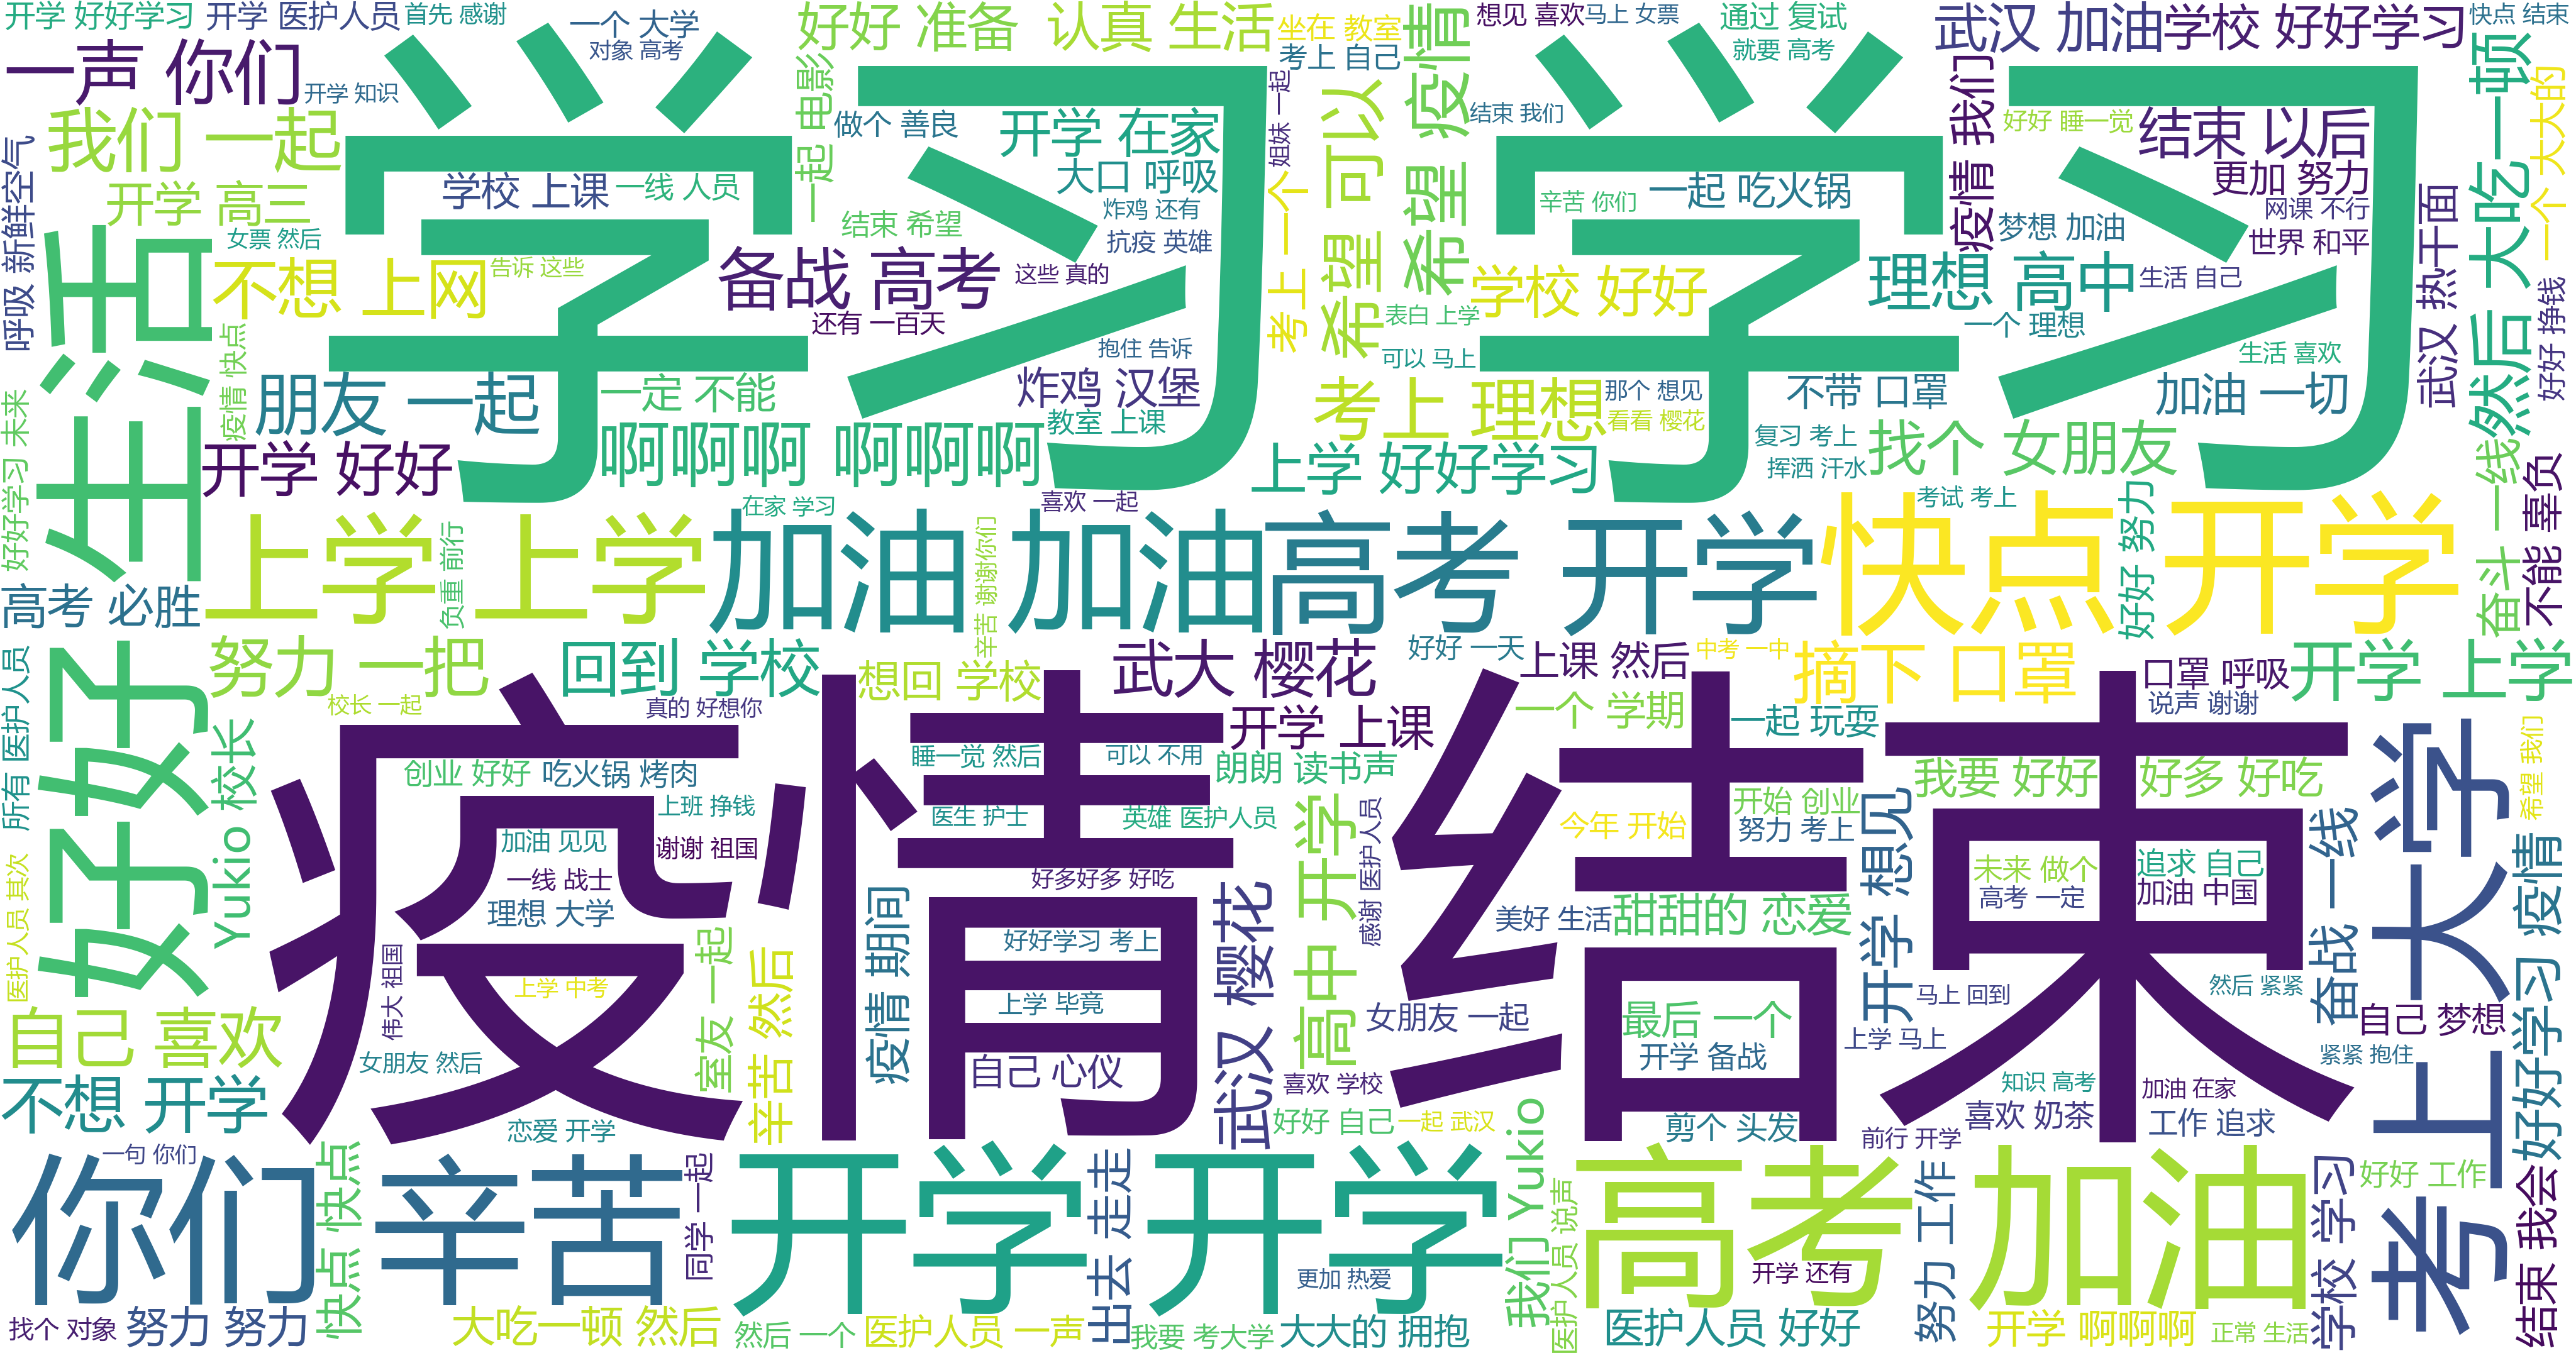 开学 好好学习
开学 医护人员
首先 感谢
一个 大学
对象 高考
好好 准备
认真 生活
坐在 教室
考上 自己
希望 疫情
想见 喜欢
马上 女票
通过 复试
就要 高考
武汉 加油
学校 好好学习
快点 结束
一声 你们
开学 知识
学习 学习
一起 电影
做个 善良
开学 在家
大口 呼吸
姐妹 一起
结束 我们
疫情 我们
好好 睡一觉
结束 以后
更加 努力
然后 大吃一顿
一个 大大的
我们 一起
呼吸 新鲜空气
开学 高三
学校 上课
一线 人员
炸鸡 还有
抗疫 英雄
考上 一个
希望 可以
辛苦 你们
一起 吃火锅
梦想 加油
网课 不行
世界 和平
武汉 热干面
生活
女票 然后
不想 上网
告诉 这些
结束 希望
备战 高考
这些 真的
还有 一百天
学校 好好
表白 上学
理想 高中
生活 自己
一个 理想
好好 挣钱
疫情 快点
朋友 一起
一定 不能
抱住 告诉
炸鸡 汉堡
教室 上课
可以 马上
考上 理想
那个 想见
看看 樱花
不带 口罩
生活 喜欢
加油 一切
好好学习 未来
开学 好好
啊啊啊 啊啊啊
上学 好好学习
复习 考上
挥洒 汗水
找个 女朋友
奋斗 一线
不能 辜负
在家 学习
喜欢 一起
考试 考上
上学 上学
负重 前行
加油 加油
辛苦 谢谢你们
高考 开学
快点 开学
好好 努力
高考 必胜
所有 医护人员
好好
努力 一把
回到 学校
想回 学校
武大 樱花
好好 一天
上课 然后
中考 一中
摘下 口罩
口罩 呼吸
说声 谢谢
开学 上学
校长 一起
真的 好想你
开学 上课
一个 学期
一起 玩耍
Yukio 校长
疫情 结束
创业 好好
吃火锅 烤肉
睡一觉 然后
可以 不用
朗朗 读书声
我要 好好
好多 好吃
希望 我们
上班 挣钱
医生 护士
英雄 医护人员
开始 创业
今年 开始
努力 考上
加油 见见
谢谢 祖国
高中 开学
感谢 医护人员
开学 想见
未来 做个
追求 自己
高考 一定
加油 中国
奋战 一线
好好学习 疫情
考上 大学
医护人员 其次
一线 战士
理想 大学
好多好多 好吃
疫情 期间
武汉 樱花
美好 生活
甜甜的 恋爱
室友 一起
辛苦 然后
好好学习 考上
伟大 祖国
上学 中考
上学 毕竟
女朋友 一起
最后 一个
马上 回到
然后 紧紧
自己 喜欢
自己 梦想
上学 马上
开学 备战
紧紧 抱住
女朋友 然后
自己 心仪
喜欢 学校
知识 高考
加油 在家
不想 开学
恋爱 开学
好好 自己
一起 武汉
剪个 头发
喜欢 奶茶
工作 追求
前行 开学
一句 你们
你们 辛苦
快点 快点
同学 一起
开学 开学
出去 走走
我们 Yukio
医护人员 说声
高考 加油
努力 工作
学校 学习
好好 工作
结束 我会
更加 热爱
开学 还有
找个 对象
努力 努力
大吃一顿 然后
然后 一个
医护人员 一声
我要 考大学
大大的 拥抱
医护人员 好好
开学 啊啊啊
正常 生活